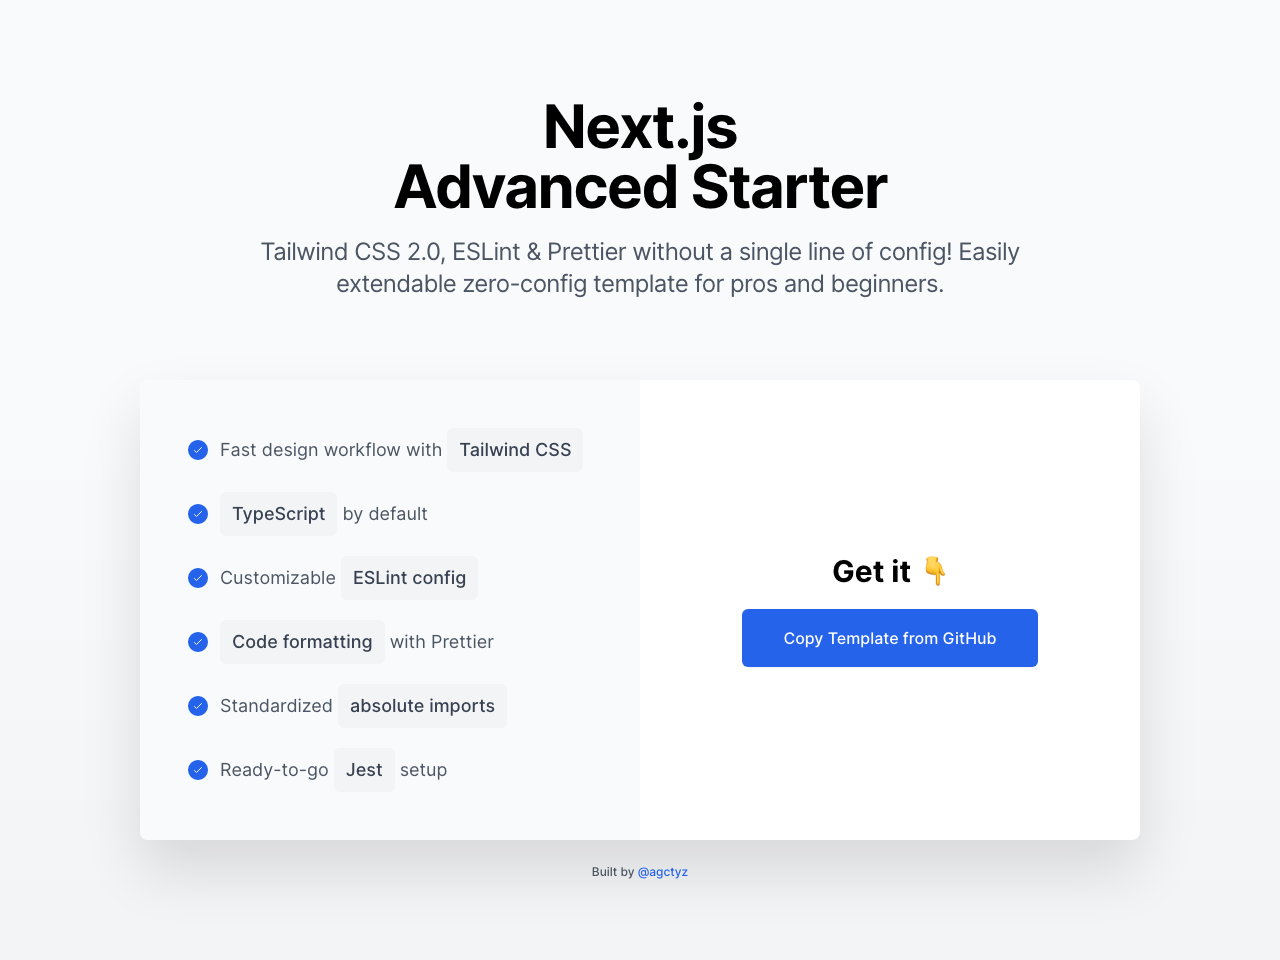 Next.js
Advanced Starter
Tailwind CSS 2.0, ESLint & Prettier without a single line of config! Easily
extendable zero-config template for pros and beginners.
Fast design workflow with Tailwind CSS
TypeScript by default
Customizable ESLint config
Code formatting with Prettier
Standardized absolute imports
Ready-to-go Jest setup
Get it 👇
Copy Template from GitHub
Built by @agctyz